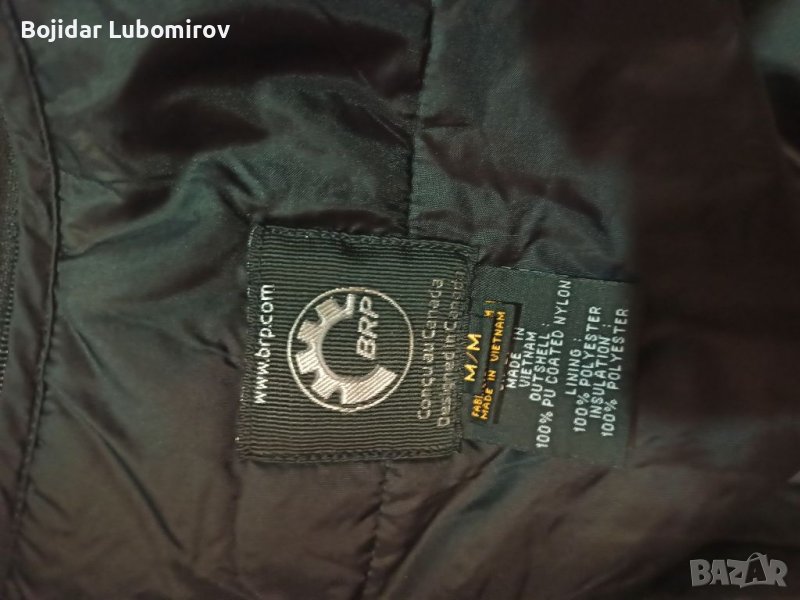 Bojidar Lubomirov
www.brp.com
BRP
Conçu au Canada
Designed in Canada
M/M
MADE IN VIETNAM
MADE IN
VIETNAM
OUTSHELL :
100% PU COATED NYLON
LINING :
100% POLYESTER
INSULATION :
100% POLYESTER
BAZAR